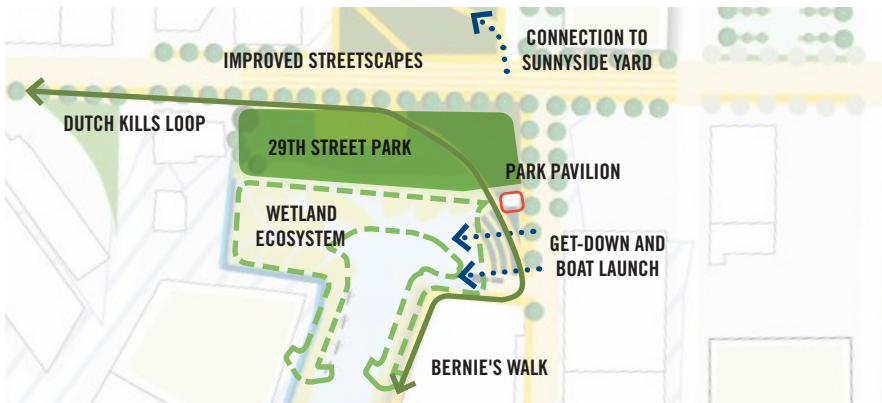 CONNECTION TO
SUNNYSIDE YARD
IMPROVED STREETSCAPES
DUTCH KILLS LOOP
29TH STREET PARK
PARK PAVILION
WETLAND
ECOSYSTEM
GET-DOWN AND
BOAT LAUNCH
BERNIE'S WALK